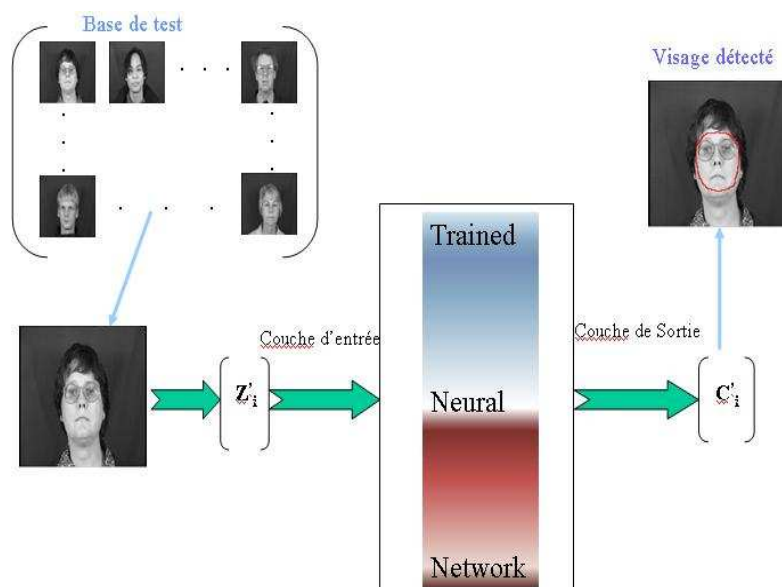 Base de test
Visage détecté
Trained
Couche d'entrée
Couche de Sortie
Z'i
Neural
C'i
Network